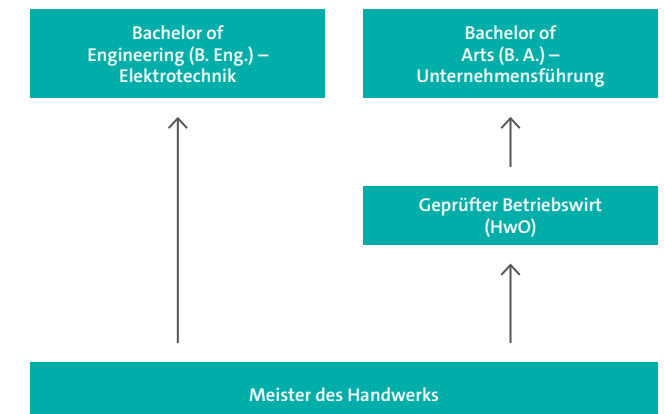 Bachelor of
Engineering (B. Eng.) –
Elektrotechnik
Bachelor of
Arts (B. A.) –
Unternehmensführung
Geprüfter Betriebswirt
(HwO)
Meister des Handwerks